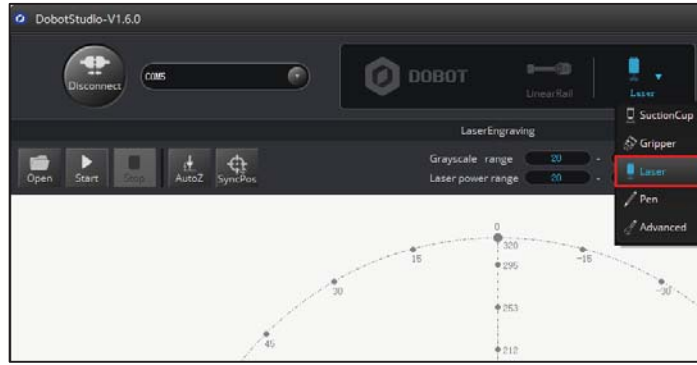 DobotStudio-V1.6.0
Disconnect
COM5
DOBOT
LinearRail
Laser
SuctionCup
Gripper
Laser
Pen
Advanced
LaserEngraving
Grayscale range 20 -
Laser power range 20 -
Open
Start
Stop
AutoZ
SyncPos
0
320
15
-15
295
30
-30
253
45
212